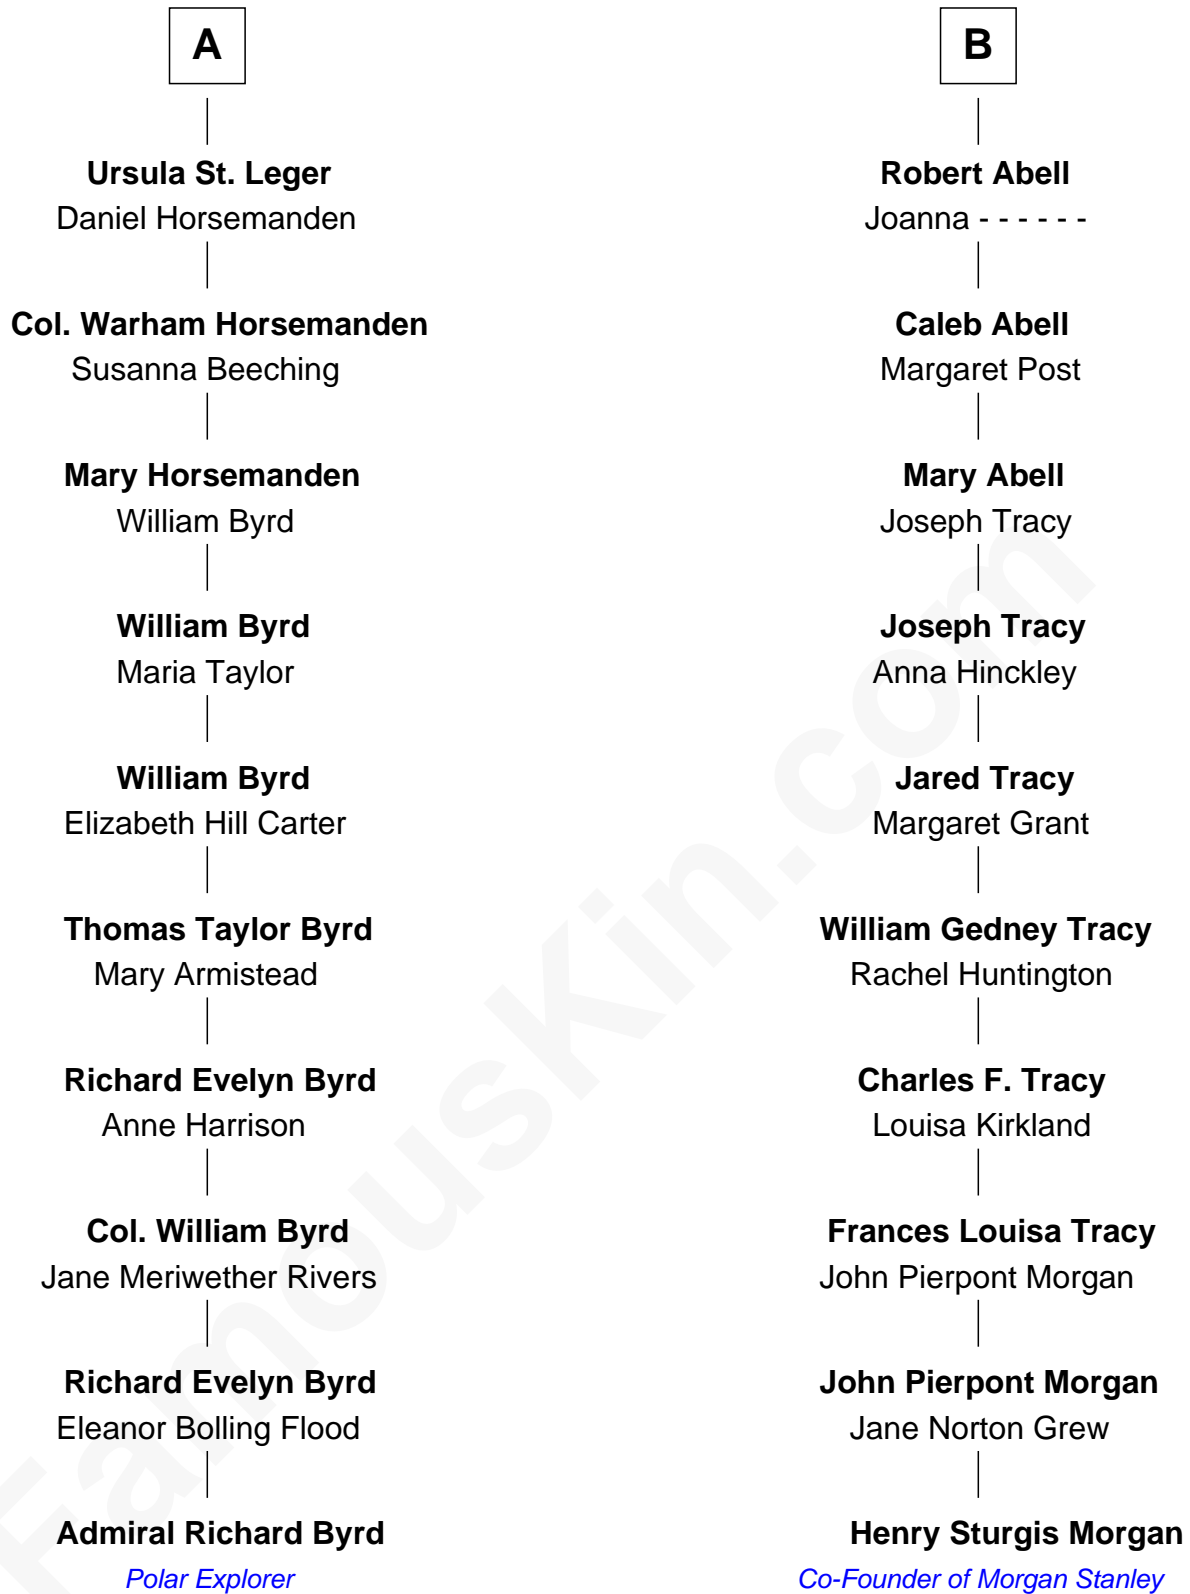 A
Ursula St. Leger
Daniel Horsemanden
Col. Warham Horsemanden
Susanna Beeching
Mary Horsemanden
William Byrd
William Byrd
Maria Taylor
William Byrd
Elizabeth Hill Carter
Thomas Taylor Byrd
Mary Armistead
Richard Evelyn Byrd
Anne Harrison
Col. William Byrd
Jane Meriwether Rivers
Richard Evelyn Byrd
Eleanor Bolling Flood
Admiral Richard Byrd
Polar Explorer
B
Robert Abell
Joanna - - - - - -
Caleb Abell
Margaret Post
Mary Abell
Joseph Tracy
Joseph Tracy
Anna Hinckley
Jared Tracy
Margaret Grant
William Gedney Tracy
Rachel Huntington
Charles F. Tracy
Louisa Kirkland
Frances Louisa Tracy
John Pierpont Morgan
John Pierpont Morgan
Jane Norton Grew
Henry Sturgis Morgan
Co-Founder of Morgan Stanley
FamousKin.com